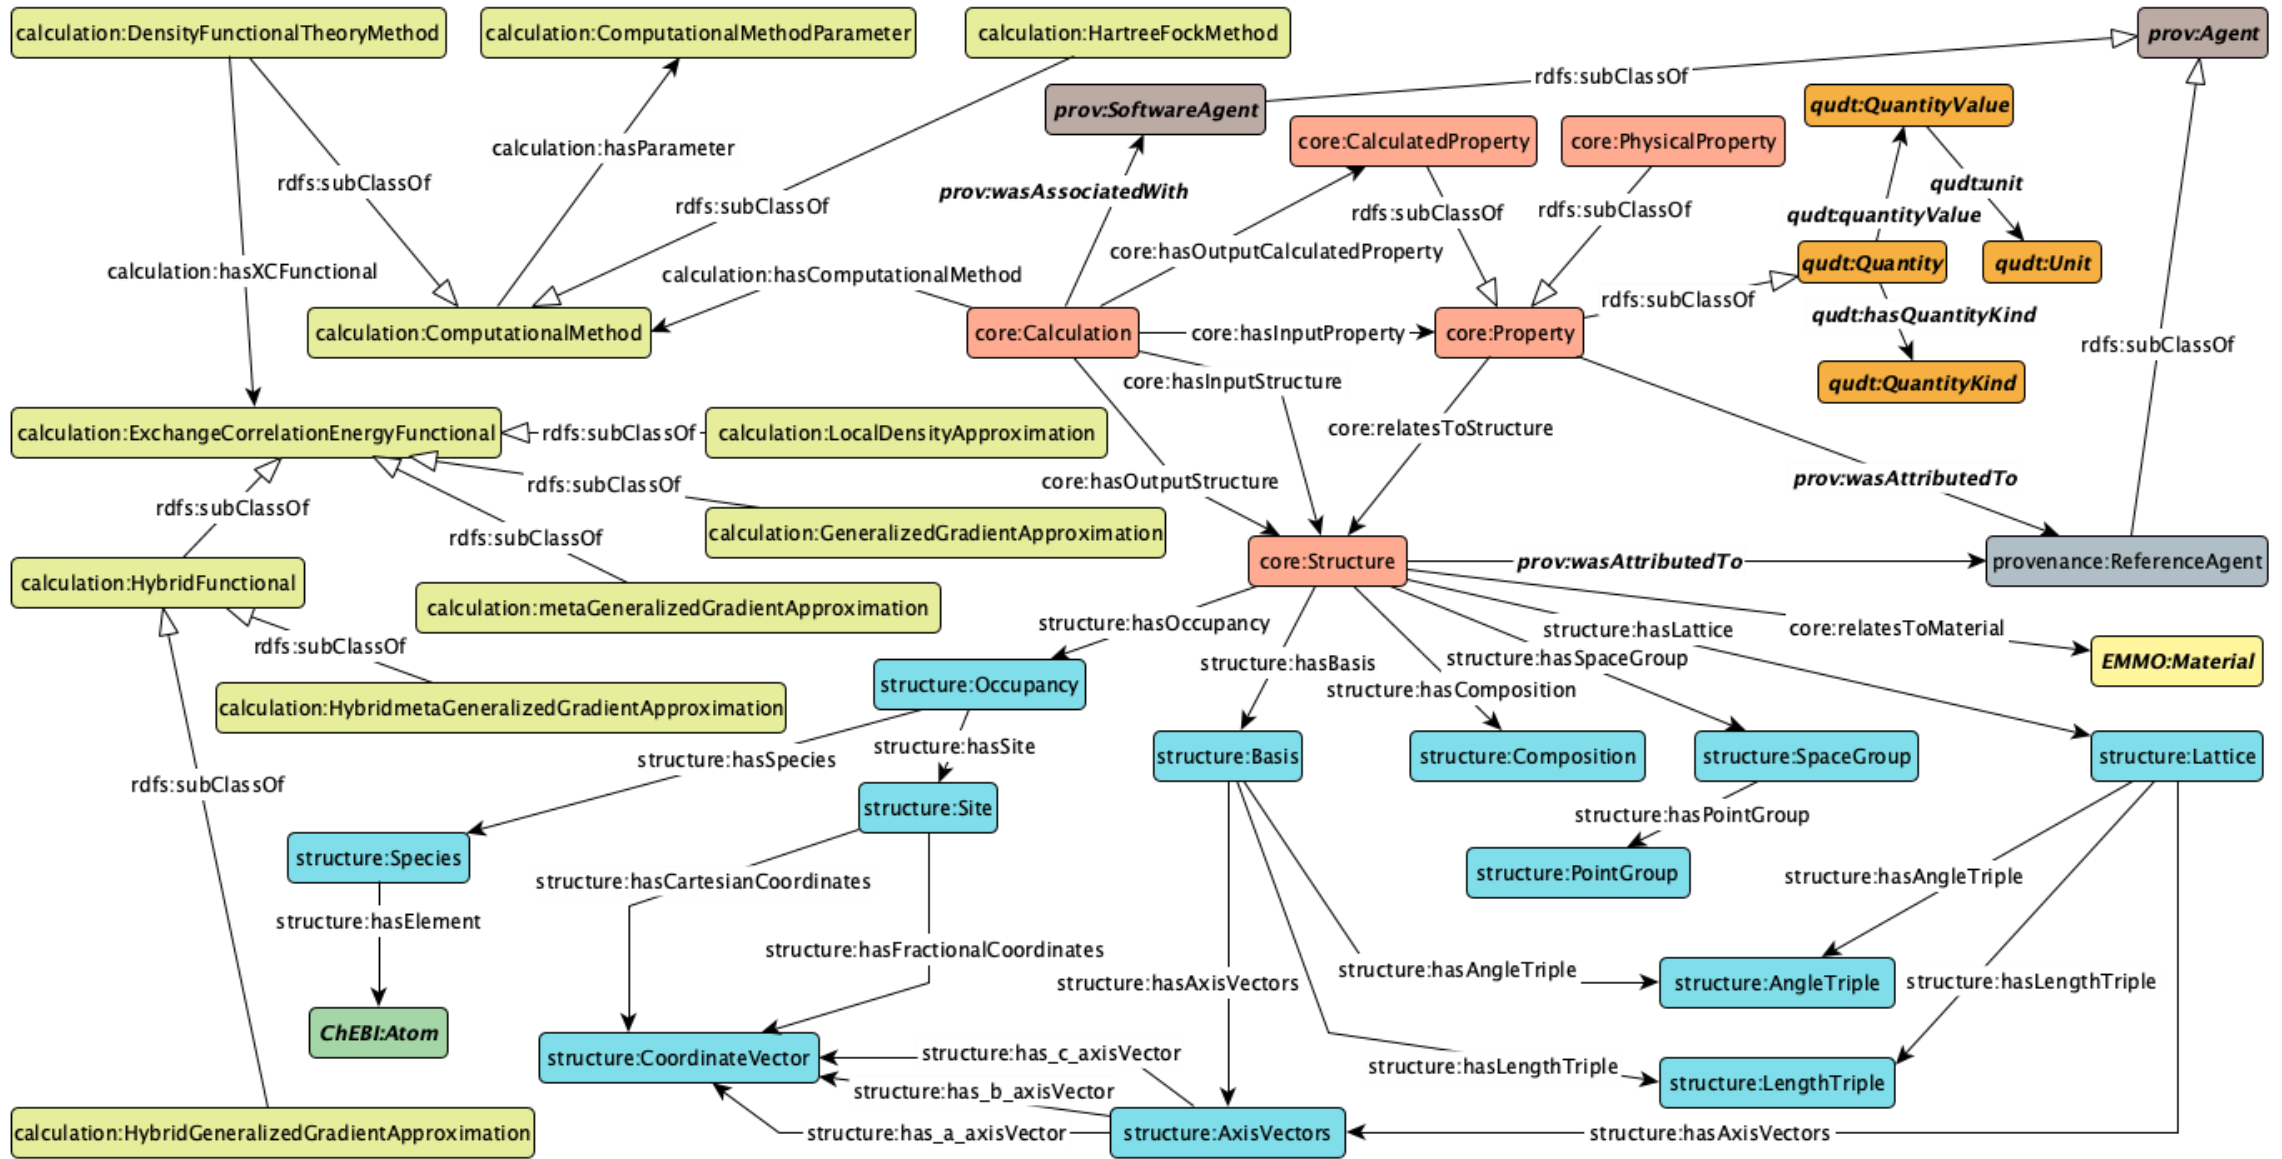 calculation:DensityFunctionalTheoryMethod
calculation:ComputationalMethodParameter
calculation:HartreeFockMethod
prov:Agent
rdfs:subClassOf
prov:SoftwareAgent
qudt:QuantityValue
core:CalculatedProperty
core:PhysicalProperty
calculation:hasParameter
rdfs:subClassOf
qudt:unit
prov:wasAssociatedWith
rdfs:subClassOf
rdfs:subClassOf
rdfs:subClassOf
qudt:quantityValue
core:hasOutputCalculatedProperty
calculation:hasXCFunctional
calculation:hasComputationalMethod
qudt:Quantity
qudt:Unit
rdfs:subClassOf
qudt:hasQuantityKind
calculation:ComputationalMethod
core:Calculation
core:hasInputProperty
core:Property
rdfs:subClassOf
core:hasInputStructure
qudt:QuantityKind
calculation:ExchangeCorrelationEnergyFunctional
rdfs:subClassOf
calculation:LocalDensityApproximation
core:relatesToStructure
rdfs:subClassOf
core:hasOutputStructure
prov:wasAttributedTo
rdfs:subClassOf
rdfs:subClassOf
calculation:GeneralizedGradientApproximation
core:Structure
prov:wasAttributedTo
provenance:ReferenceAgent
calculation:HybridFunctional
calculation:metaGeneralizedGradientApproximation
structure:hasOccupancy
structure:hasLattice
core:relatesToMaterial
rdfs:subClassOf
structure:hasBasis
structure:hasSpaceGroup
EMMO:Material
structure:Occupancy
structure:hasComposition
calculation:HybridmetaGeneralizedGradientApproximation
structure:hasSpecies
structure:hasSite
structure:Basis
structure:Composition
structure:SpaceGroup
structure:Lattice
rdfs:subClassOf
structure:Site
structure:hasPointGroup
structure:Species
structure:PointGroup
structure:hasCartesianCoordinates
structure:hasAngleTriple
structure:hasElement
structure:hasFractionalCoordinates
structure:hasAngleTriple
structure:hasAxisVectors
structure:AngleTriple
structure:hasLengthTriple
ChEBI:Atom
structure:CoordinateVector
structure:has_c_axisVector
structure:hasLengthTriple
structure:LengthTriple
structure:has_b_axisVector
calculation:HybridGeneralizedGradientApproximation
structure:has_a_axisVector
structure:AxisVectors
structure:hasAxisVectors